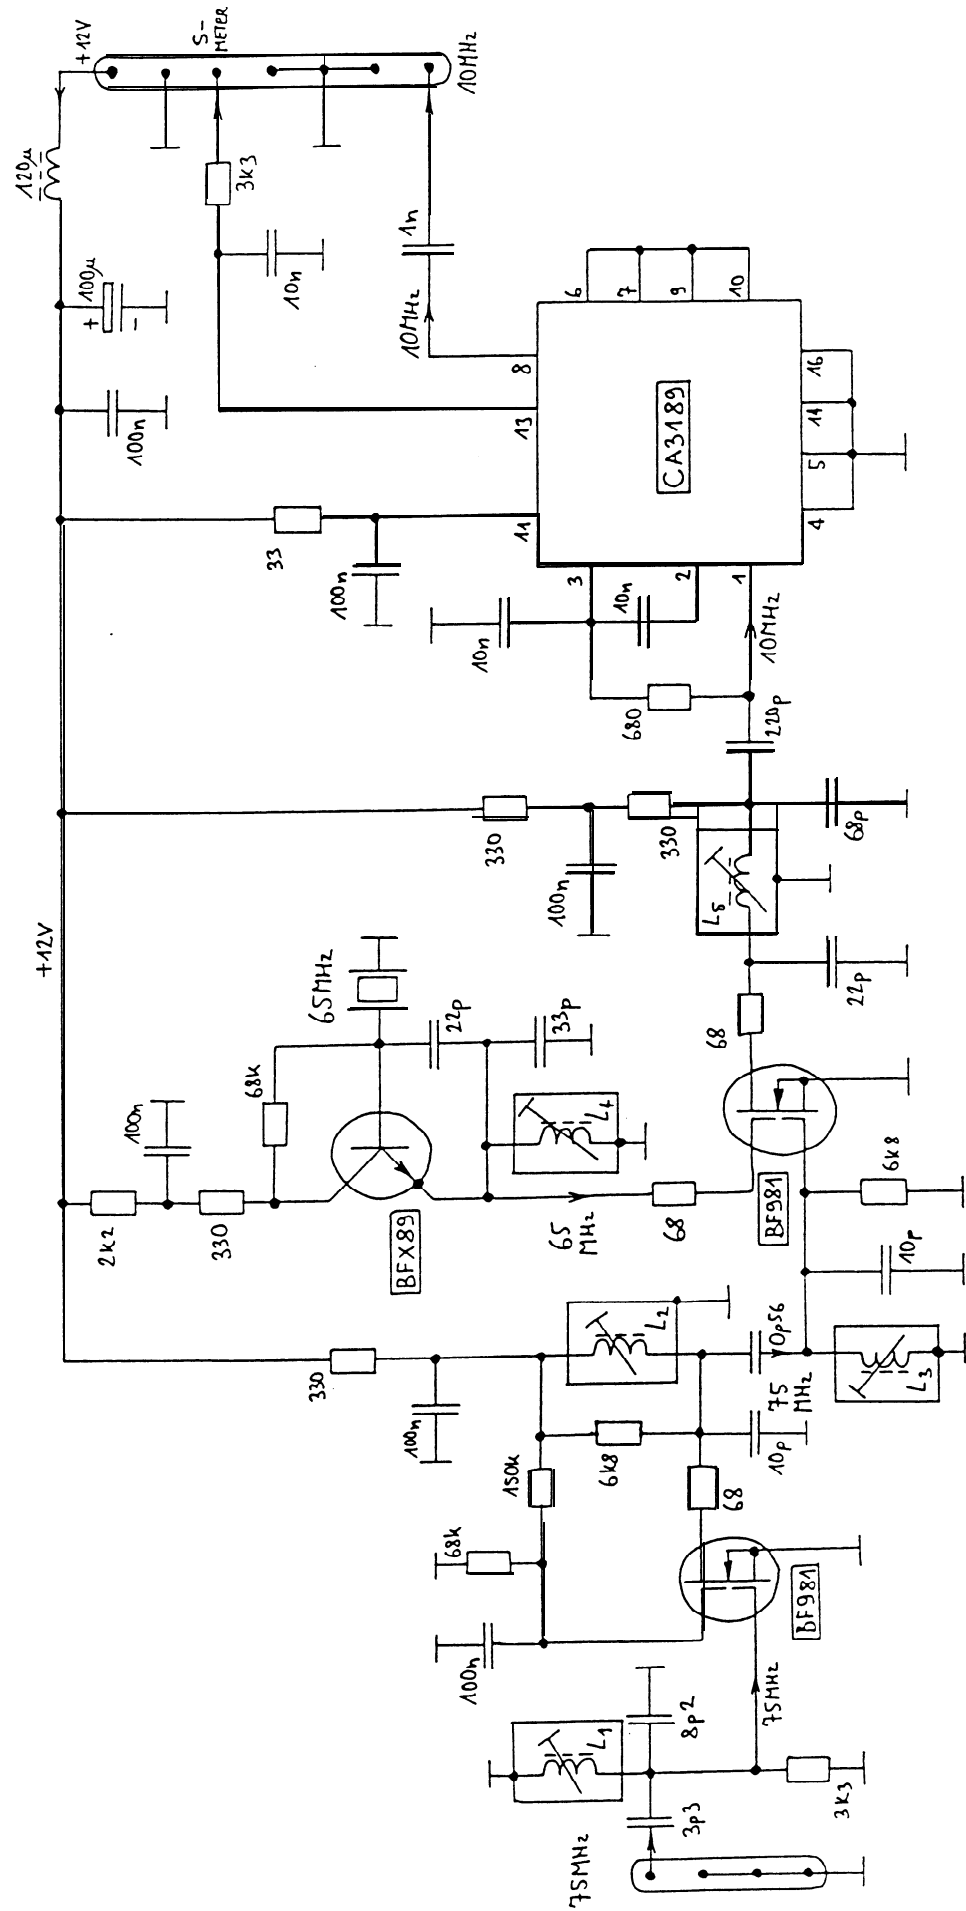 75MHz
3p3
L1
8p2
3k3
75MHz
100n
68k
150k
BF981
68
6k8
10p
100n
330
L2
0p56
75
MHz
L3
10p
6k8
BF981
2k2
330
100n
68k
BFX89
65MHz
22p
33p
L4
65
MHz
68
68
22p
L5
68p
+12V
330
100n
330
220p
680
10n
10n
10MHz
33
100n
3
2
1
11
13
8
CA3189
4
5
14
16
6
7
9
10
100n
+
100µ
-
120µ
+12V
10n
3k3
S-
METER
10MHz
1n
10MHz